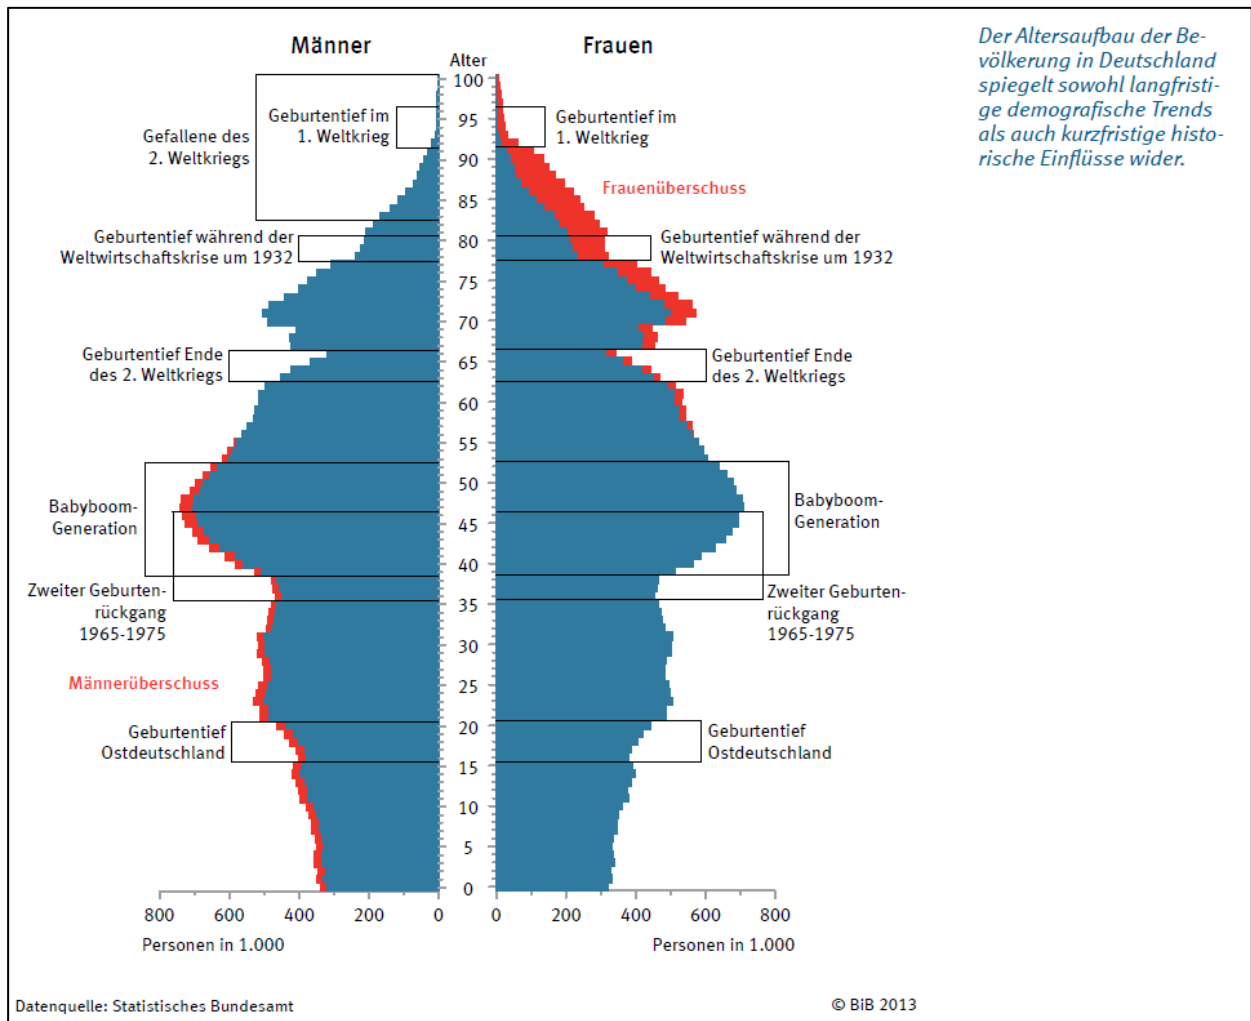 Männer
Frauen
Alter
Der Altersaufbau der Be-
völkerung in Deutschland
spiegelt sowohl langfristi-
ge demografische Trends
als auch kurzfristige histo-
rische Einflüsse wider.
100
95
90
85
80
75
70
65
60
55
50
45
40
35
30
25
20
15
10
5
0
Gefallene des
2. Weltkriegs
Geburtentief im
1. Weltkrieg
Geburtentief während der
Weltwirtschaftskrise um 1932
Geburtentief Ende
des 2. Weltkriegs
Babyboom-
Generation
Zweiter Geburten-
rückgang
1965-1975
Männerüberschuss
Geburtentief
Ostdeutschland
Geburtentief im
1. Weltkrieg
Frauenüberschuss
Geburtentief während der
Weltwirtschaftskrise um 1932
Geburtentief Ende
des 2. Weltkriegs
Babyboom-
Generation
Zweiter Geburten-
rückgang
1965-1975
Geburtentief
Ostdeutschland
800 600 400 200 0
0 200 400 600 800
Personen in 1.000
Personen in 1.000
Datenquelle: Statistisches Bundesamt
© BiB 2013